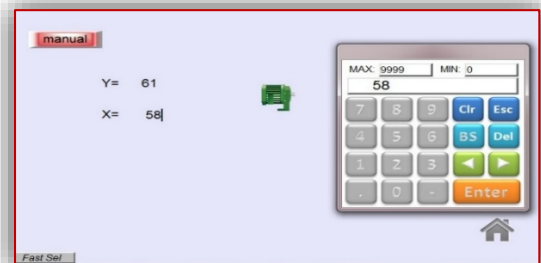 manual
Y= 61
X= 58
MAX: 9999 MIN: 0
58
7 8 9 Clr Esc
4 5 6 BS Del
1 2 3
. 0 - Enter
Fast Sel